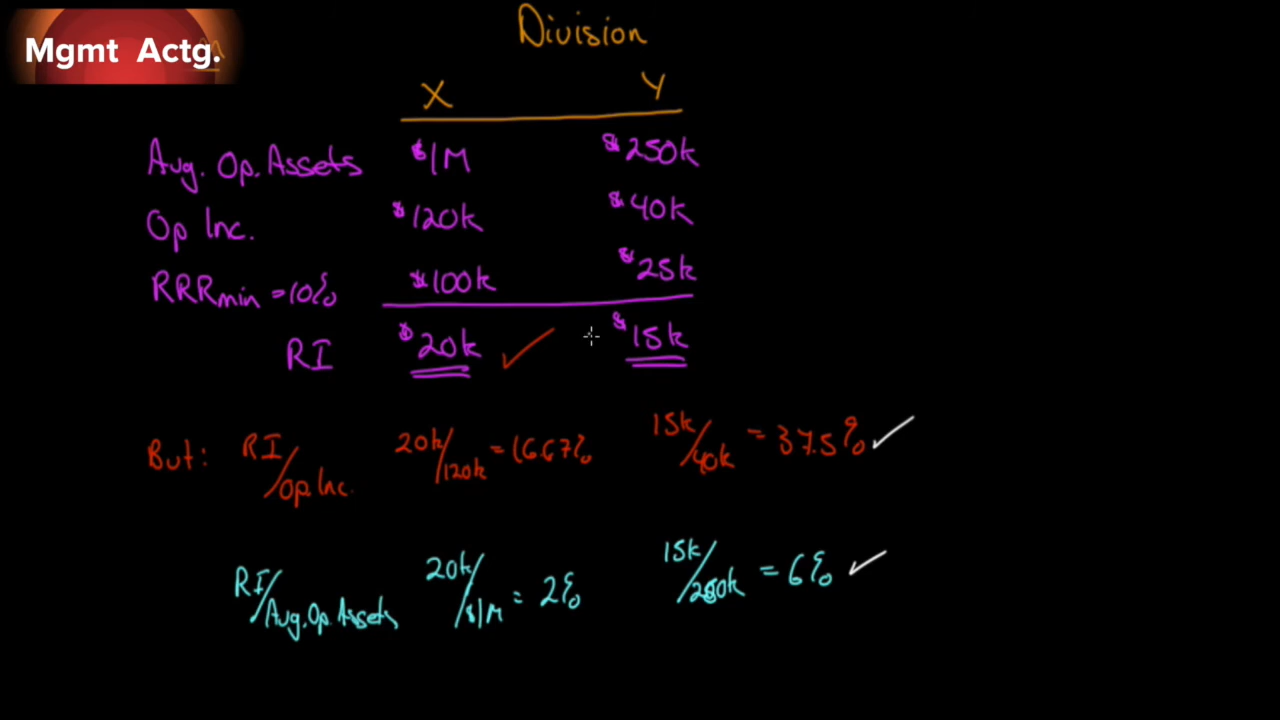 Mgmt Actg.
Division
X Y
Avg. Op. Assets $1M $250k
Op Inc. $120k $40k
RRRmin = 10% $100k $25k
RI $20k $15k
But: RI/Op. Inc. 20k/120k = 16.67% 15k/40k = 37.5%
RI/Avg. Op. Assets 20k/$1M = 2% 15k/250k = 6%